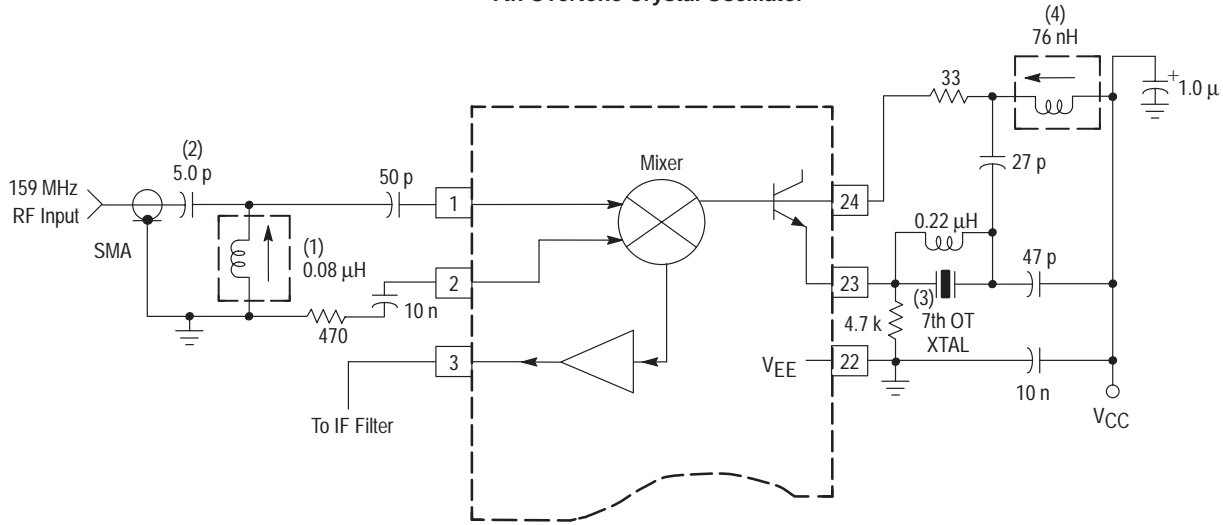 Overtone Crystal Oscillator
(4)
76 nH
33
+
1.0 µ
(2)
5.0 p
50 p
Mixer
27 p
159 MHz
RF Input
SMA
1
24
(1)
0.08 µH
0.22 µH
47 p
2
10 n
470
23
(3)
7th OT
XTAL
4.7 k
3
VEE
22
10 n
VCC
To IF Filter